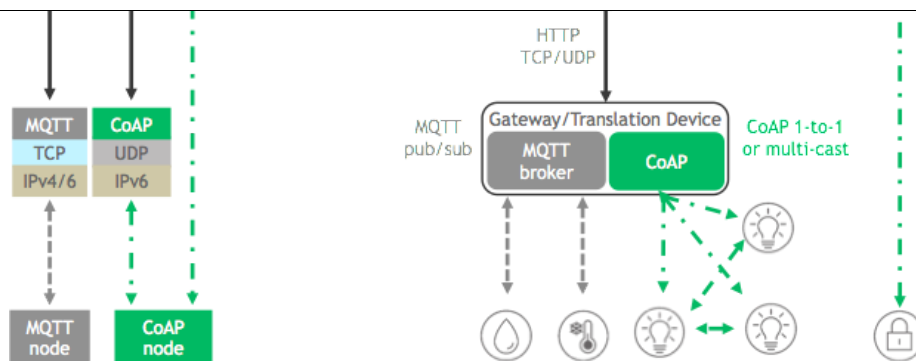 HTTP
TCP/UDP
MQTT CoAP
TCP UDP
IPv4/6 IPv6
MQTT
pub/sub
Gateway/Translation Device
MQTT
broker
CoAP
CoAP 1-to-1
or multi-cast
MQTT
node
CoAP
node